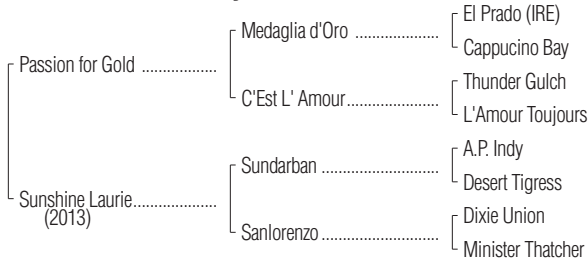 El Prado (IRE)
Medaglia d'Oro ..................
Cappucino Bay
Passion for Gold ..................
Thunder Gulch
C'Est L' Amour....................
L'Amour Toujours
A.P. Indy
Sundarban .........................
Desert Tigress
Sunshine Laurie....................
(2013)
Dixie Union
Sanlorenzo .........................
Minister Thatcher